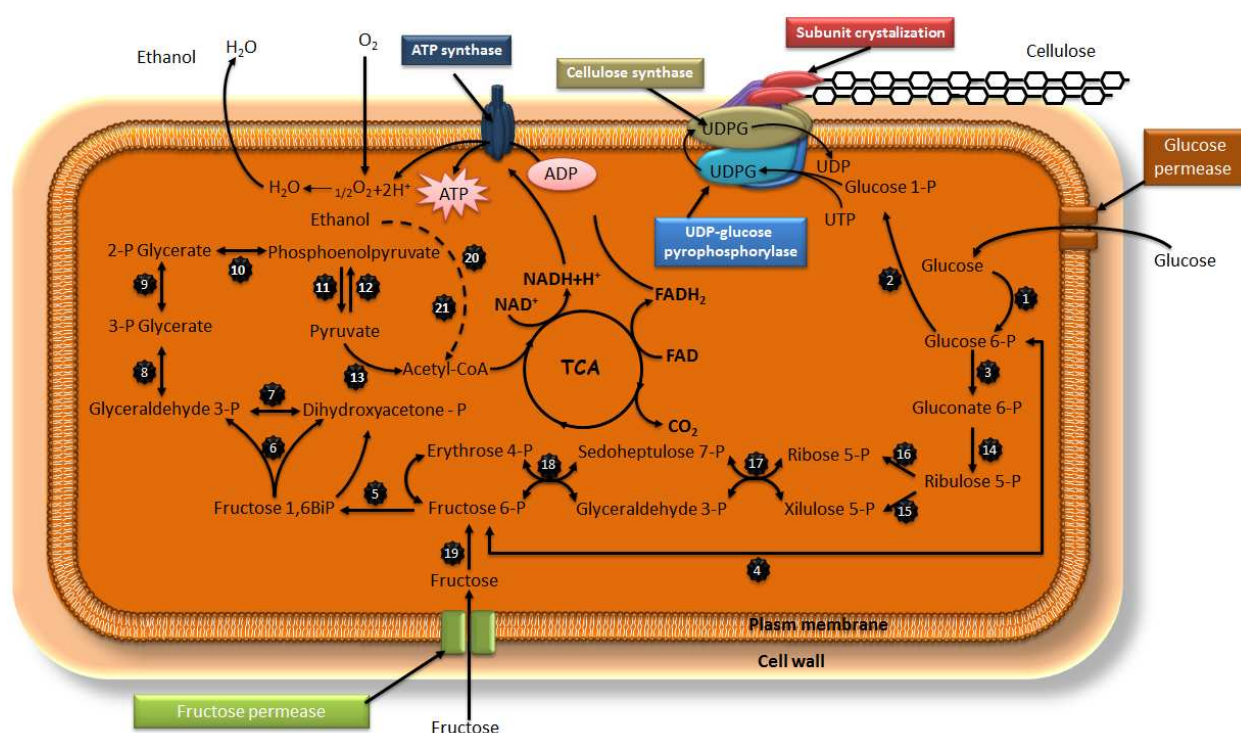 Ethanol
H₂O
O₂
ATP synthase
Subunit crystalization
Cellulose synthase
Cellulose
UDPG
UDP
UDPG
Glucose 1-P
UTP
UDP-glucose
pyrophosphorylase
Glucose
permease
Glucose
Glucose
H₂O
1/2O₂+2H⁺
ATP
ADP
Ethanol
2-P Glycerate
10
Phosphoenolpyruvate
20
9
11
12
21
NADH+H⁺
NAD⁺
FADH₂
2
1
3-P Glycerate
Pyruvate
Glucose 6-P
8
13
Acetyl-CoA
TCA
FAD
3
Glyceraldehyde 3-P
7
Dihydroxyacetone - P
CO₂
Gluconate 6-P
6
Erythrose 4-P
18
Sedoheptulose 7-P
17
Ribose 5-P
16
14
Ribulose 5-P
Fructose 1,6BiP
5
Fructose 6-P
Glyceraldehyde 3-P
Xilulose 5-P
15
19
4
Fructose
Plasm membrane
Cell wall
Fructose permease
Fructose